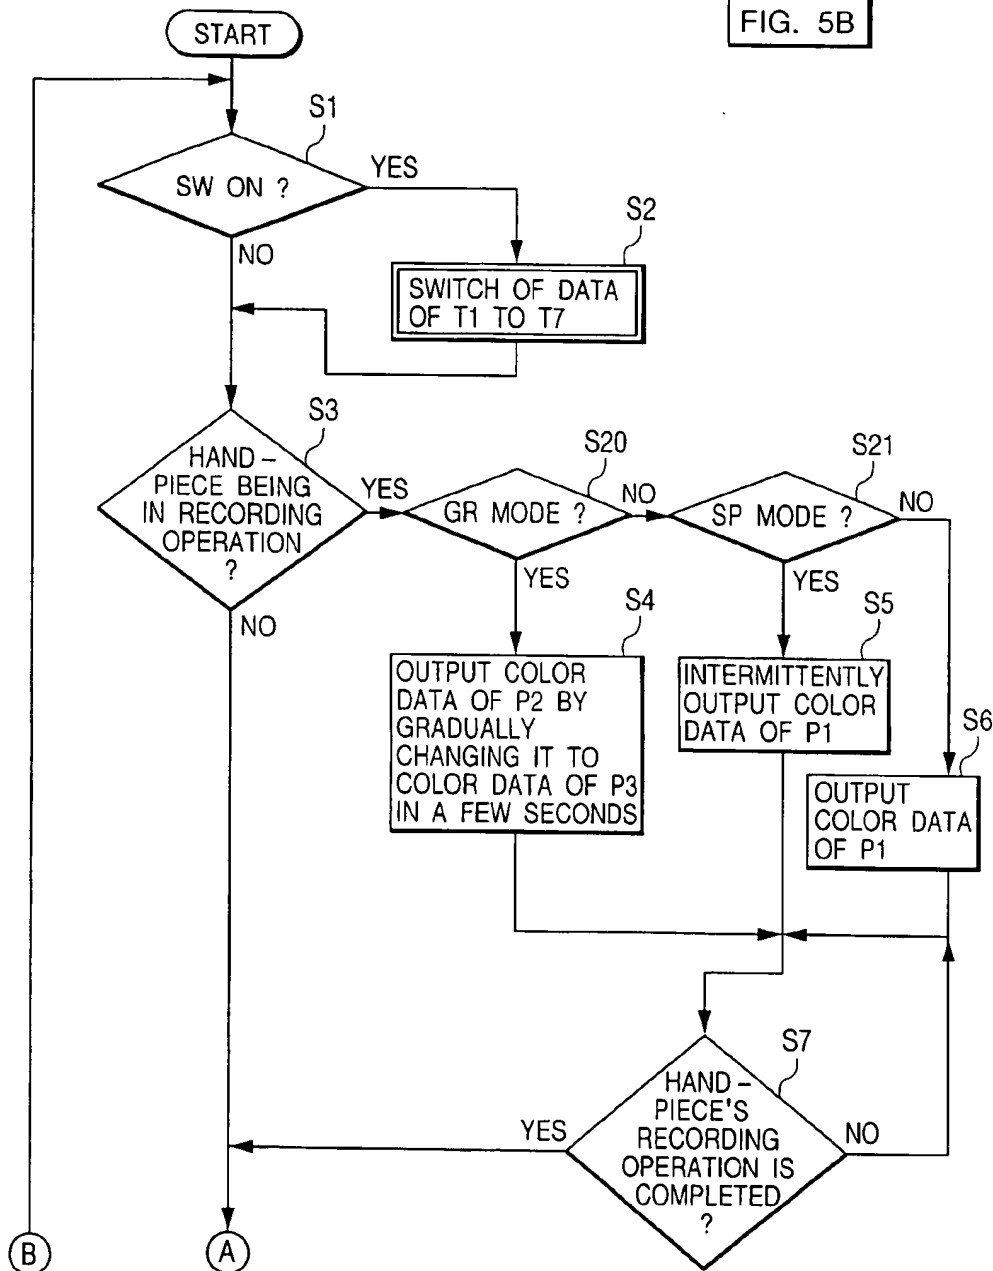 FIG. 5B
START
S1
SW ON ?
YES
NO
S2
SWITCH OF DATA
OF T1 TO T7
S3
HAND-
PIECE BEING
IN RECORDING
OPERATION
?
YES
NO
S20
GR MODE ?
NO
YES
S21
SP MODE ?
NO
YES
S4
OUTPUT COLOR
DATA OF P2 BY
GRADUALLY
CHANGING IT TO
COLOR DATA OF P3
IN A FEW SECONDS
S5
INTERMITTENTLY
OUTPUT COLOR
DATA OF P1
S6
OUTPUT
COLOR DATA
OF P1
S7
HAND-
PIECE'S
RECORDING
OPERATION IS
COMPLETED
?
YES
NO
B
A